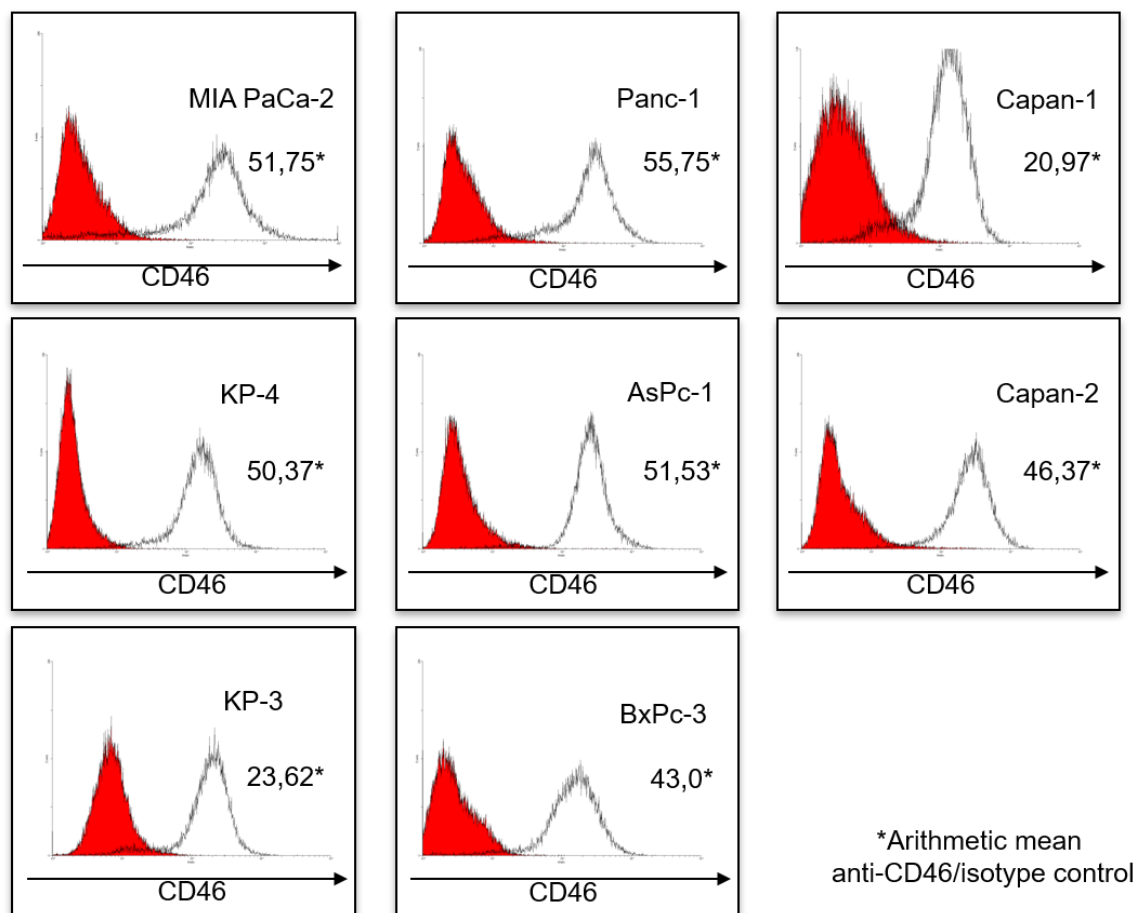 MIA PaCa-2
51,75*
CD46
Panc-1
55,75*
CD46
Capan-1
20,97*
CD46
KP-4
50,37*
CD46
AsPc-1
51,53*
CD46
Capan-2
46,37*
CD46
KP-3
23,62*
CD46
BxPc-3
43,0*
CD46
*Arithmetic mean
anti-CD46/isotype control